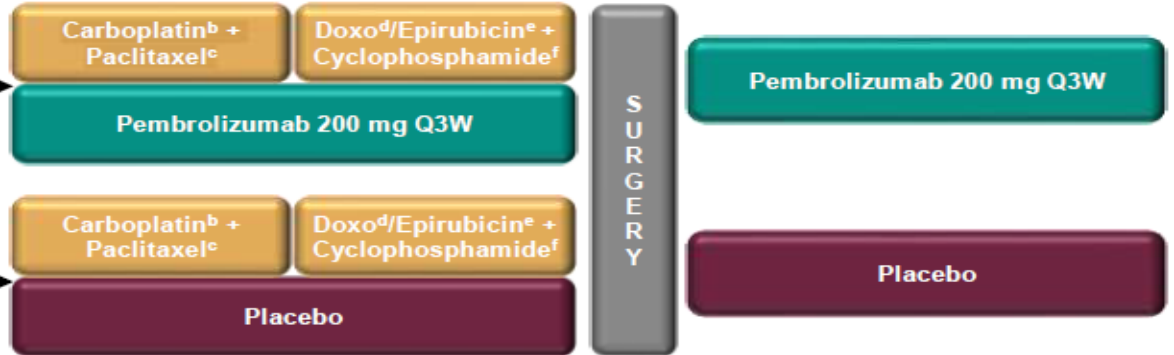 Carboplatinᵇ +
Paclitaxelᶜ
Doxoᵈ/Epirubicinᵉ +
Cyclophosphamideᶠ
Pembrolizumab 200 mg Q3W
Carboplatinᵇ +
Paclitaxelᶜ
Doxoᵈ/Epirubicinᵉ +
Cyclophosphamideᶠ
Placebo
SURGERY
Pembrolizumab 200 mg Q3W
Placebo